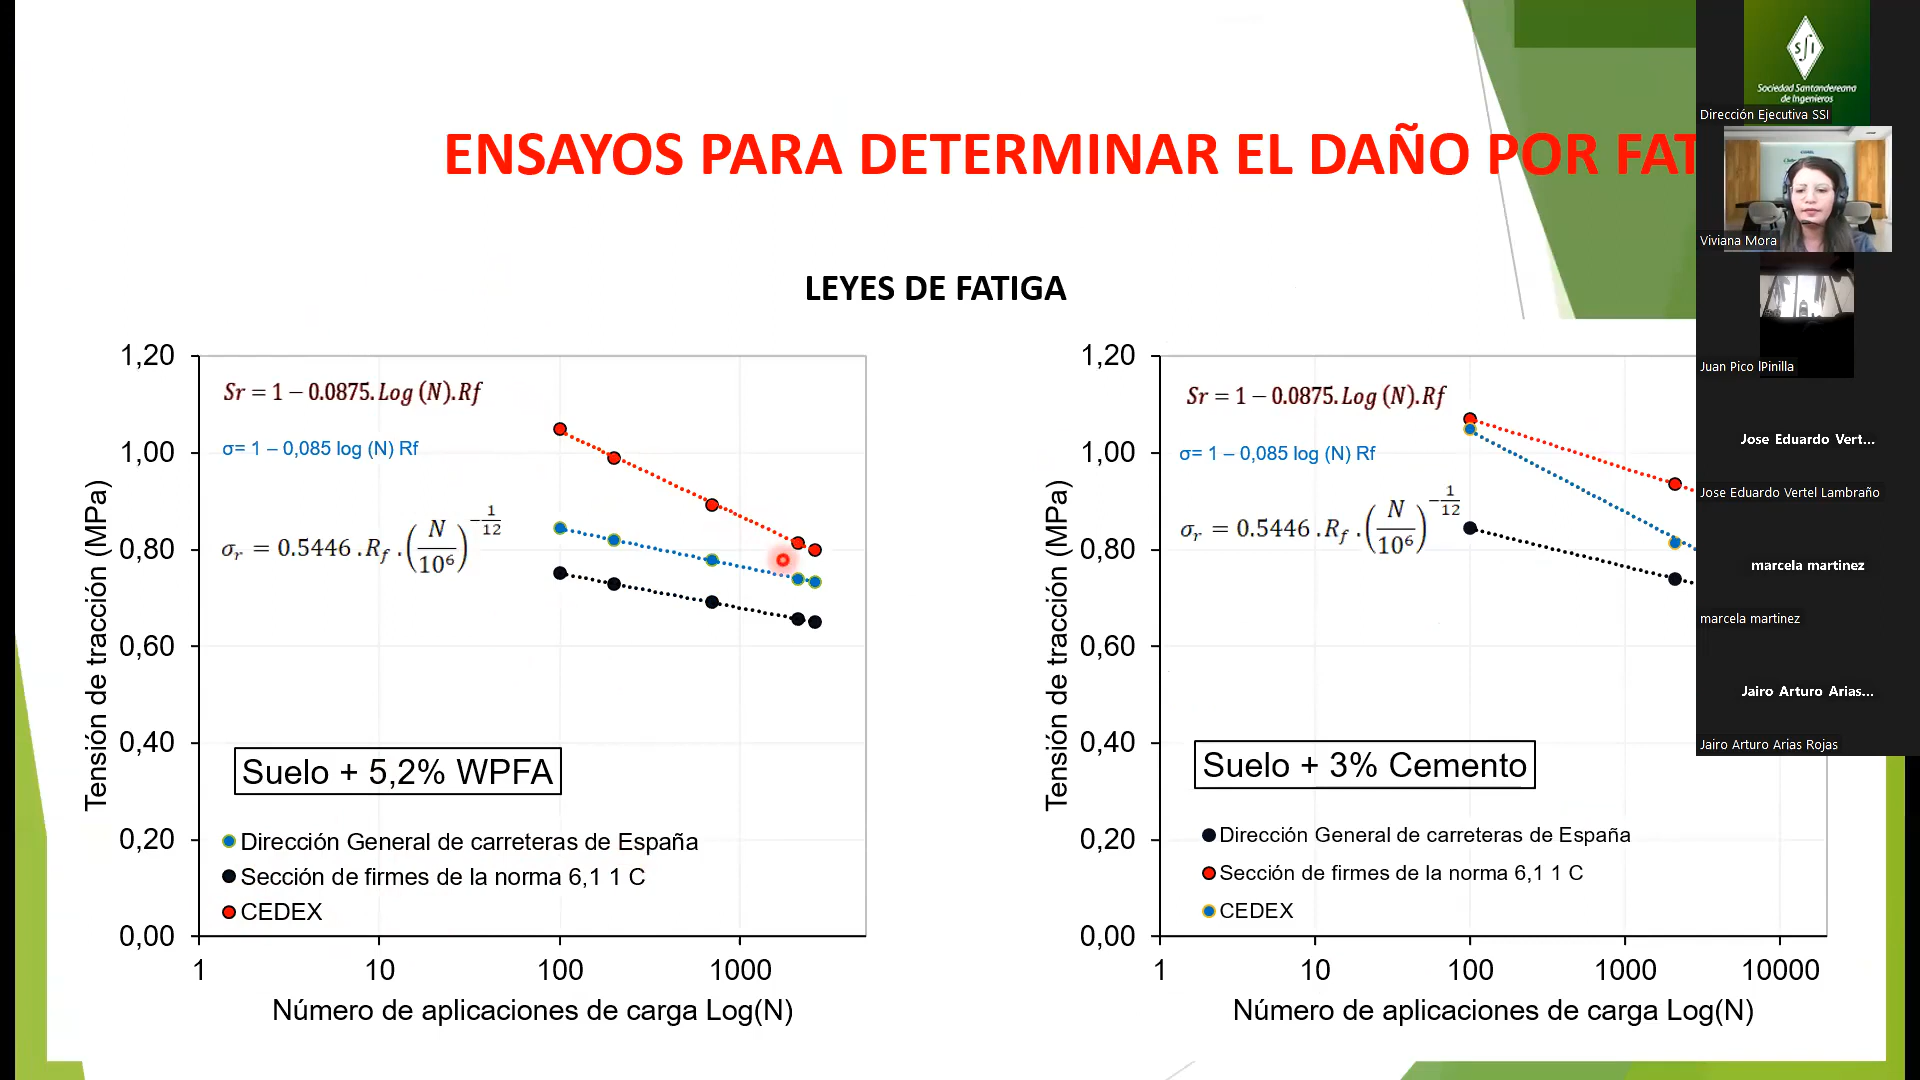 ENSAYOS PARA DETERMINAR EL DAÑO POR FAT
LEYES DE FATIGA
Tensión de tracción (MPa)
1,20
1,00
0,80
0,60
0,40
0,20
0,00
Sr = 1 − 0.0875.Log (N).Rf
σ= 1 – 0,085 log (N) Rf
σr = 0.5446 . Rf . (N/10⁶)^(−1/12)
Suelo + 5,2% WPFA
Dirección General de carreteras de España
Sección de firmes de la norma 6,1 1 C
CEDEX
1 10 100 1000
Número de aplicaciones de carga Log(N)
Tensión de tracción (MPa)
1,20
1,00
0,80
0,60
0,40
0,20
0,00
Sr = 1 − 0.0875.Log (N).Rf
σ= 1 – 0,085 log (N) Rf
σr = 0.5446 . Rf . (N/10⁶)^(−1/12)
Suelo + 3% Cemento
Dirección General de carreteras de España
Sección de firmes de la norma 6,1 1 C
CEDEX
1 10 100 1000 10000
Número de aplicaciones de carga Log(N)
SSI
Sociedad Santandereana
de Ingenieros
Dirección Ejecutiva SSI
Viviana Mora
Juan Pico lPinilla
Jose Eduardo Vert...
Jose Eduardo Vertel Lambraño
marcela martinez
marcela martinez
Jairo Arturo Arias...
Jairo Arturo Arias Rojas